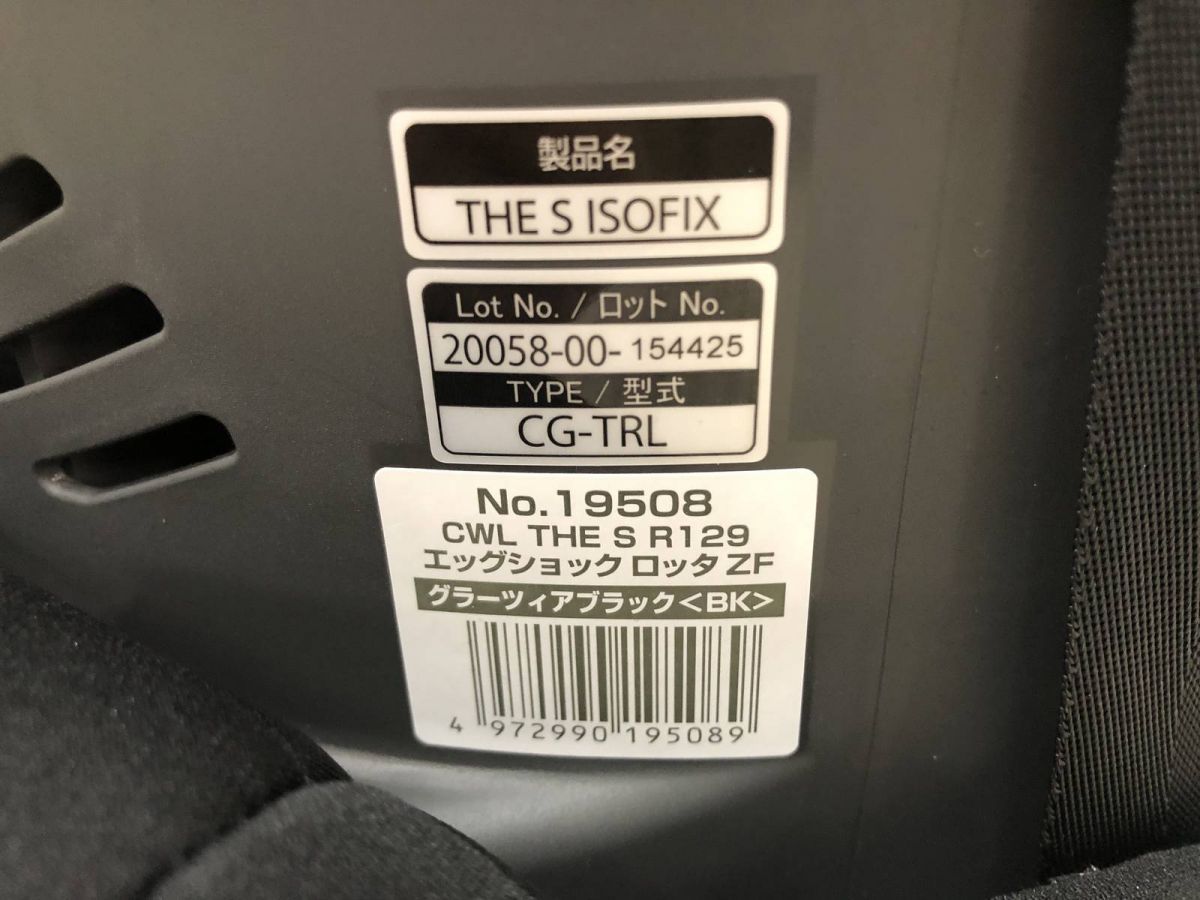 製品名
THE S ISOFIX
Lot No. / ロット No.
20058-00-154425
TYPE / 型式
CG-TRL
No.19508
CWL THE S R129
エッグショック ロッタ ZF
グラーツィアブラック<BK>
4 972990 195089